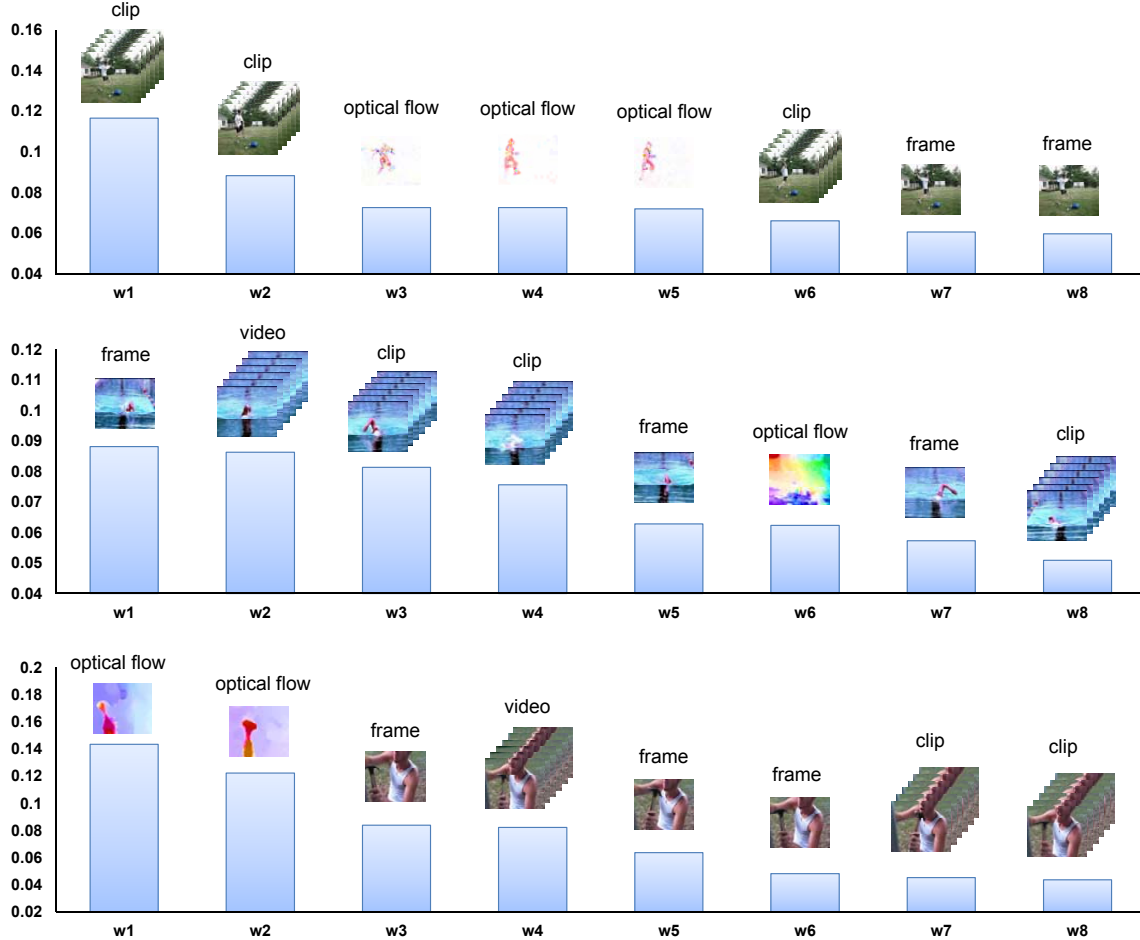 clip
0.16
clip
0.14
optical flow optical flow optical flow clip
0.12
frame frame
0.1
0.08
0.06
0.04
w1 w2 w3 w4 w5 w6 w7 w8
video
0.12 frame clip clip
0.11
0.1
frame optical flow frame clip
0.09
0.08
0.07
0.06
0.05
0.04
w1 w2 w3 w4 w5 w6 w7 w8
optical flow
0.2
optical flow
0.18
video
frame clip clip
0.16
frame
0.14
frame
0.12
0.1
0.08
0.06
0.04
0.02
w1 w2 w3 w4 w5 w6 w7 w8